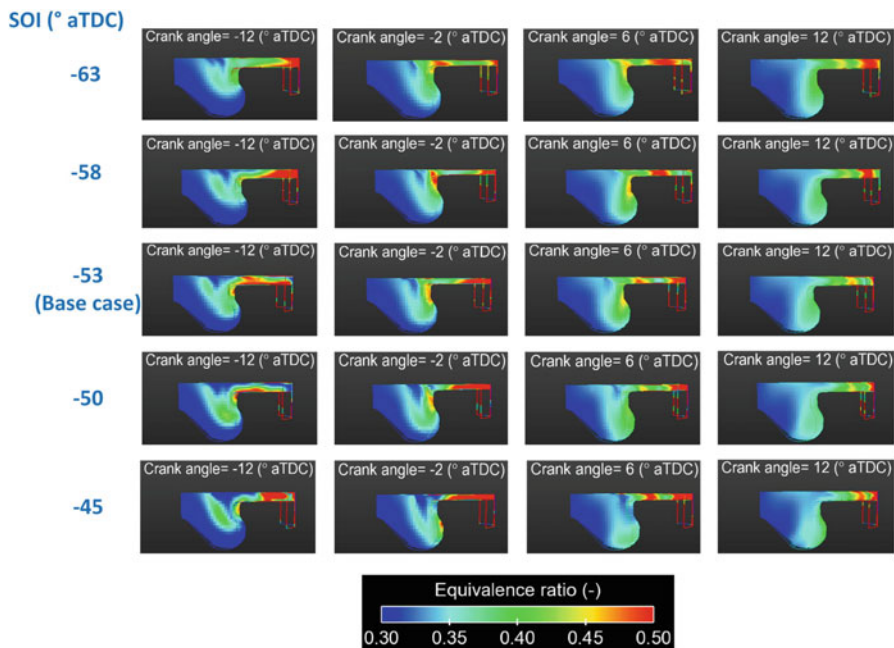 SOI (° aTDC)
Crank angle= -12 (° aTDC) Crank angle= -2 (° aTDC) Crank angle= 6 (° aTDC) Crank angle= 12 (° aTDC)
-63
Crank angle= -12 (° aTDC) Crank angle= -2 (° aTDC) Crank angle= 6 (° aTDC) Crank angle= 12 (° aTDC)
-58
Crank angle= -12 (° aTDC) Crank angle= -2 (° aTDC) Crank angle= 6 (° aTDC) Crank angle= 12 (° aTDC)
-53
(Base case)
Crank angle= -12 (° aTDC) Crank angle= -2 (° aTDC) Crank angle= 6 (° aTDC) Crank angle= 12 (° aTDC)
-50
Crank angle= -12 (° aTDC) Crank angle= -2 (° aTDC) Crank angle= 6 (° aTDC) Crank angle= 12 (° aTDC)
-45
Equivalence ratio (-)
0.30 0.35 0.40 0.45 0.50